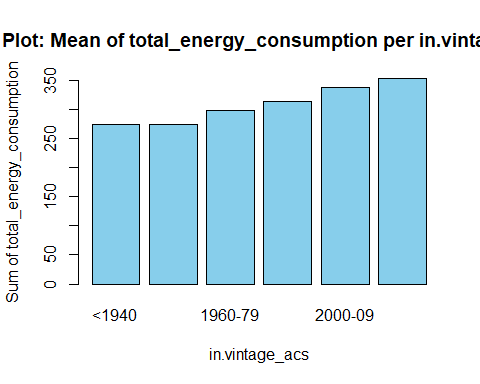 Plot: Mean of total_energy_consumption per in.vinta
Sum of total_energy_consumption
350
250
150
50
0
<1940 1960-79 2000-09
in.vintage_acs